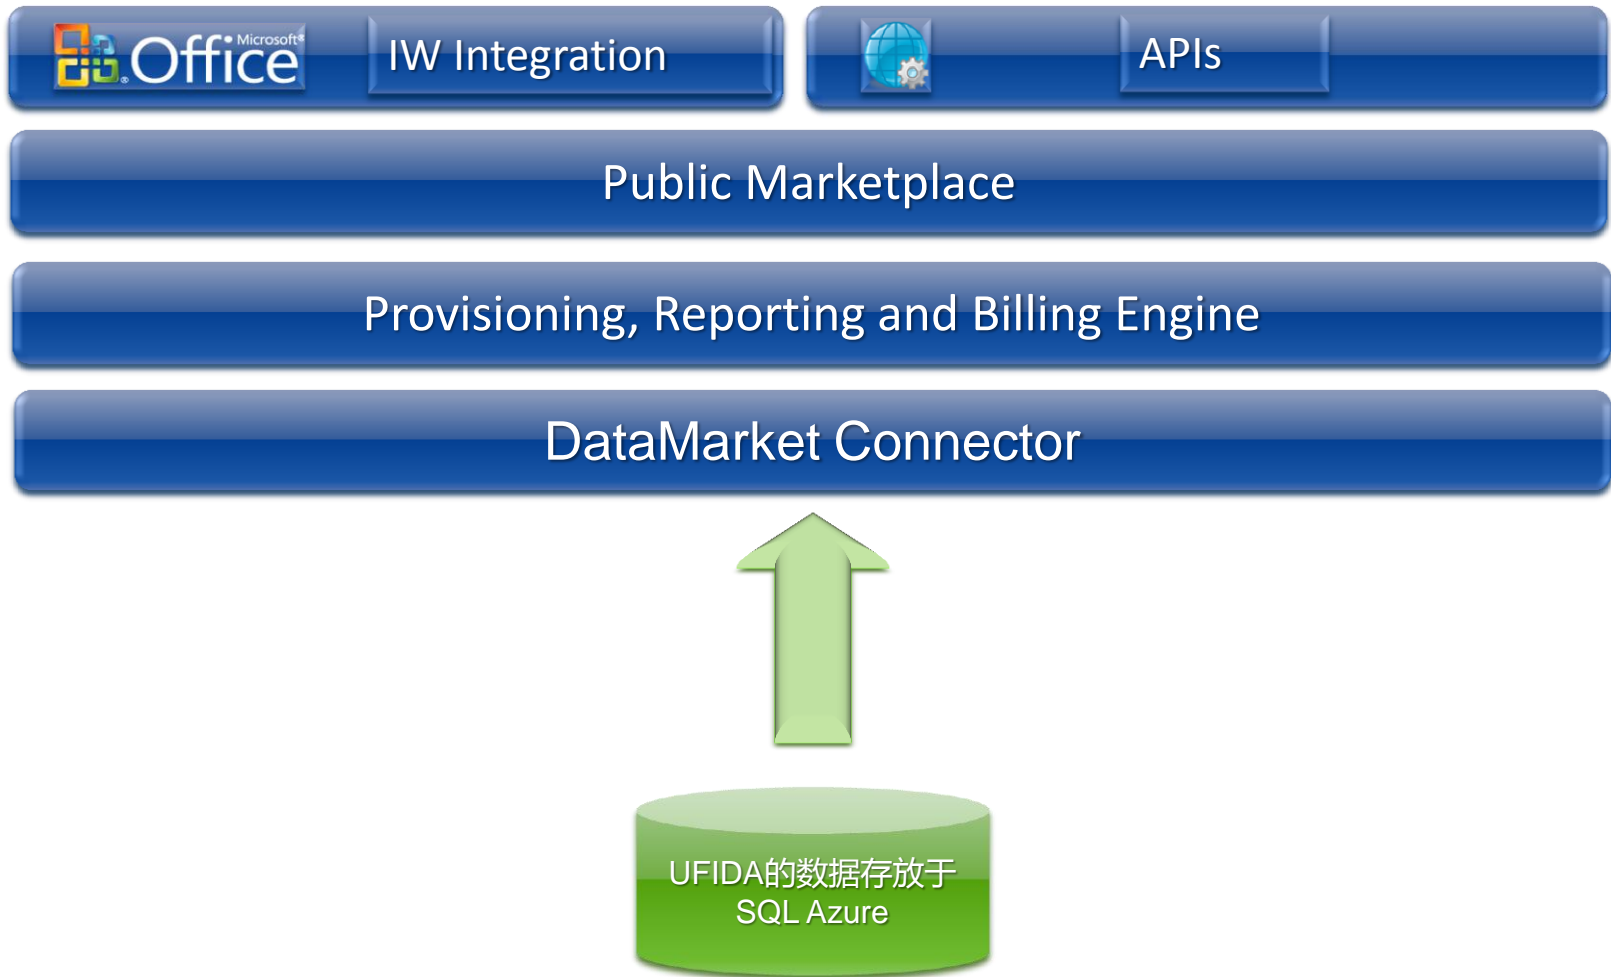 Microsoft®
Office
IW Integration
APIs
Public Marketplace
Provisioning, Reporting and Billing Engine
DataMarket Connector
UFIDA的数据存放于
SQL Azure